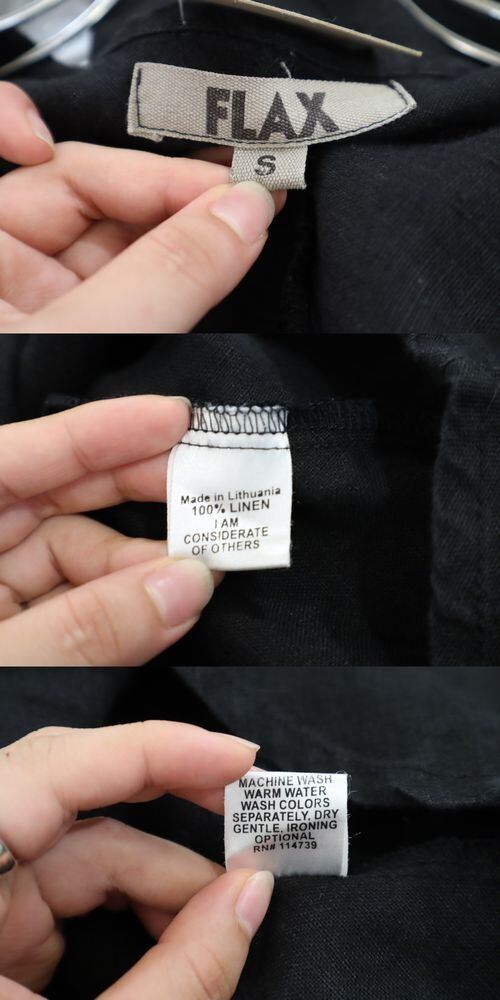 FLAX
S
Made in Lithuania
100% LINEN
I AM
CONSIDERATE
OF OTHERS
MACHINE WASH
WARM WATER
WASH COLORS
SEPARATELY, DRY
GENTLE, IRONING
OPTIONAL
RN# 114739